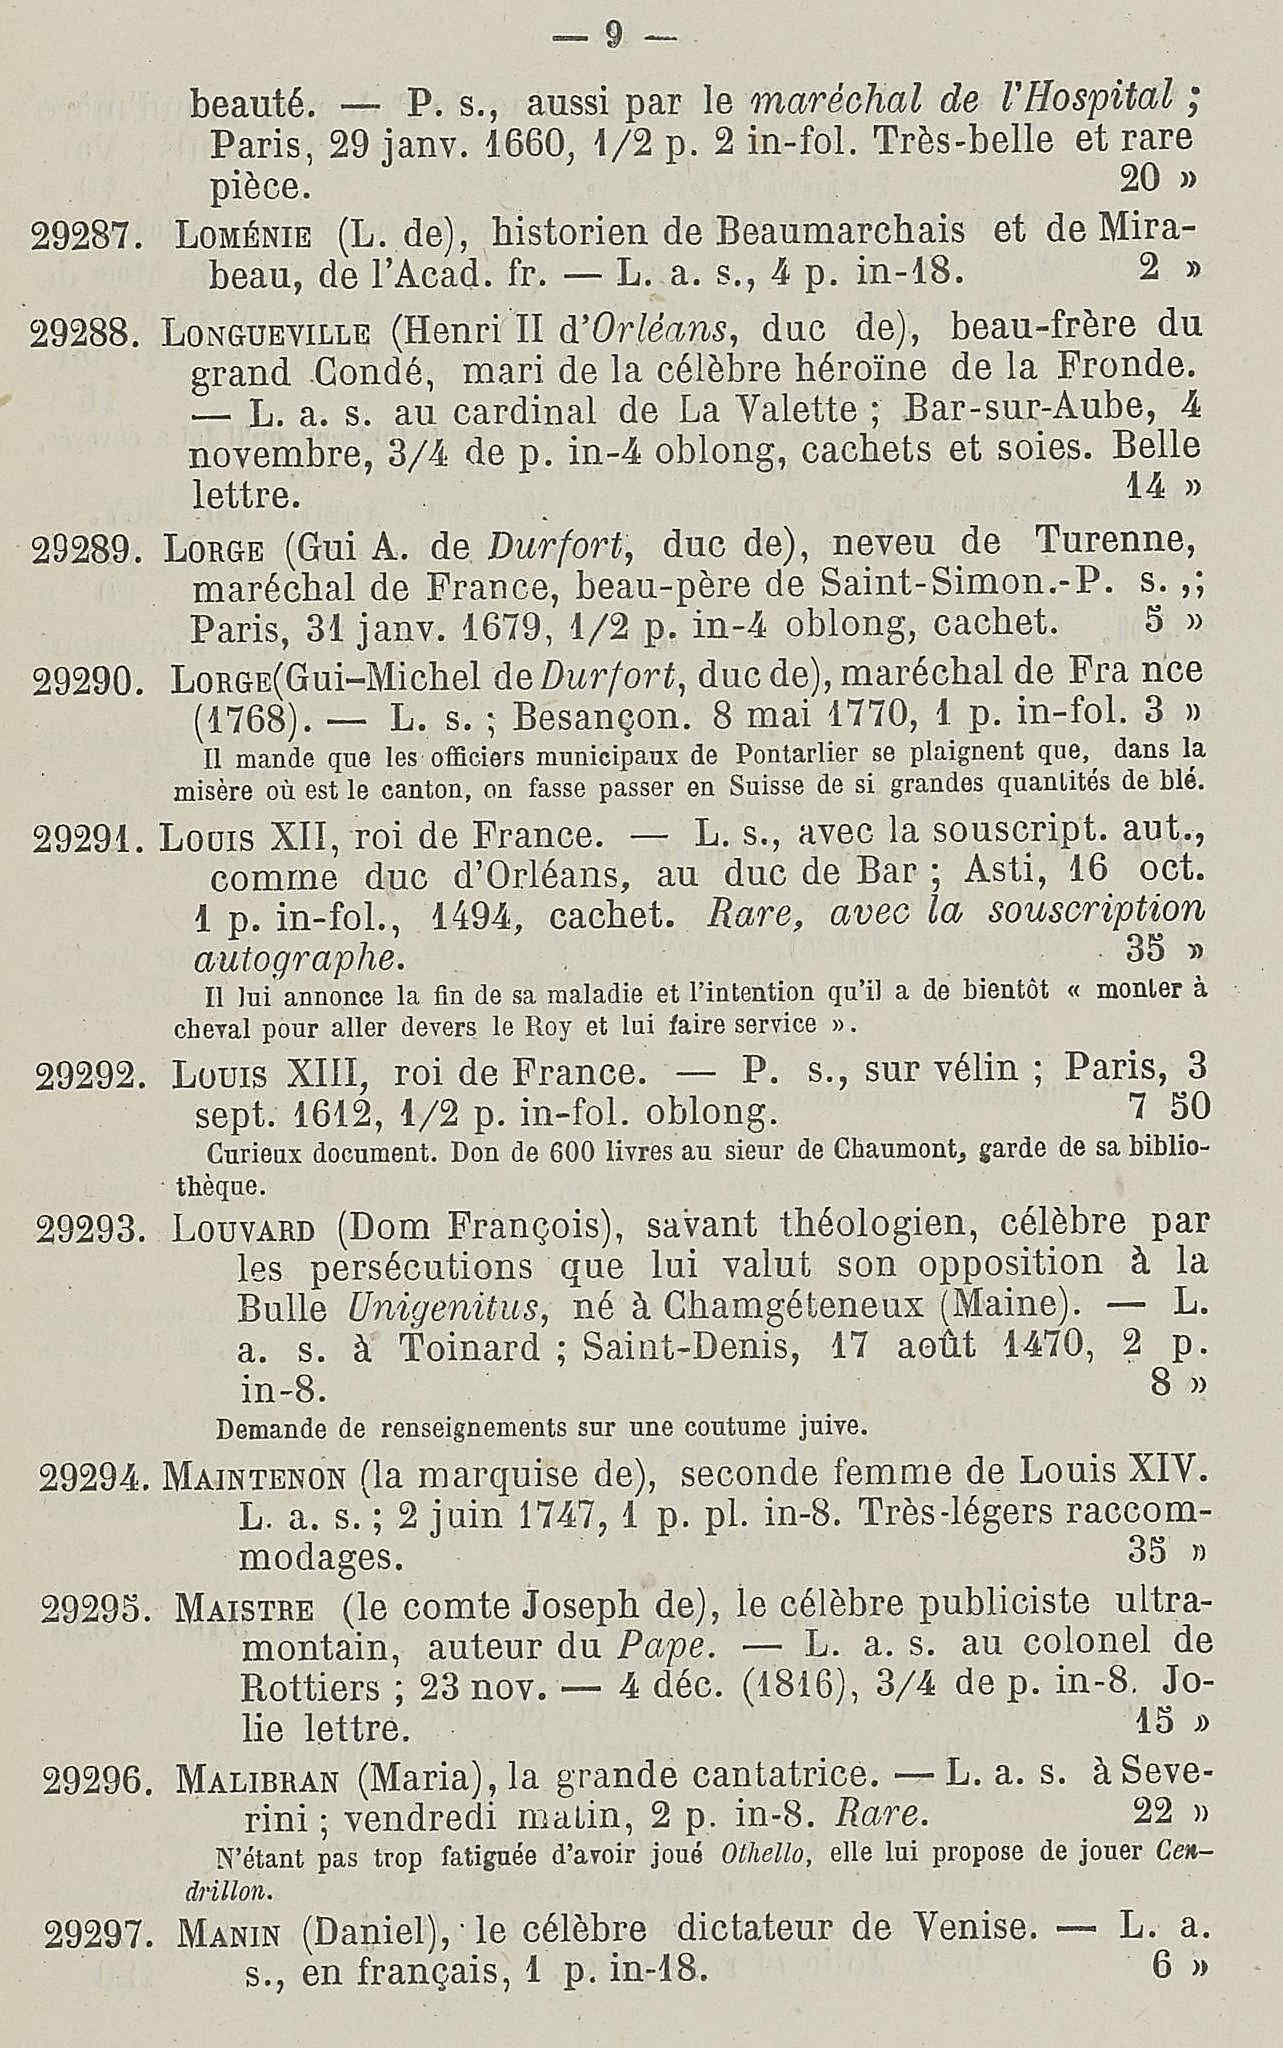 — 9 —
beauté. — P. s., aussi par le maréchal de l'Hospital ;
Paris, 29 janv. 1660, 1/2 p. 2 in-fol. Très-belle et rare
pièce. 20 »
29287. LOMÉNIE (L. de), historien de Beaumarchais et de Mira-
beau, de l'Acad. fr. — L. a. s., 4 p. in-18. 2 »
29288. LONGUEVILLE (Henri II d'Orléans, duc de), beau-frère du
grand Condé, mari de la célèbre héroïne de la Fronde.
— L. a. s. au cardinal de La Valette ; Bar-sur-Aube, 4
novembre, 3/4 de p. in-4 oblong, cachets et soies. Belle
lettre. 14 »
29289. LORGE (Gui A. de Durfort, duc de), neveu de Turenne,
maréchal de France, beau-père de Saint-Simon.-P. s. ,;
Paris, 31 janv. 1679, 1/2 p. in-4 oblong, cachet. 5 »
29290. LORGE(Gui-Michel de Durfort, duc de), maréchal de Fra nce
(1768). — L. s. ; Besançon. 8 mai 1770, 1 p. in-fol. 3 »
Il mande que les officiers municipaux de Pontarlier se plaignent que, dans la
misère où est le canton, on fasse passer en Suisse de si grandes quantités de blé.
29291. LOUIS XII, roi de France. — L. s., avec la souscript. aut.,
comme duc d'Orléans, au duc de Bar ; Asti, 16 oct.
1 p. in-fol., 1494, cachet. Rare, avec la souscription
autographe. 35 »
Il lui annonce la fin de sa maladie et l'intention qu'il a de bientôt « monter à
cheval pour aller devers le Roy et lui faire service ».
29292. LOUIS XIII, roi de France. — P. s., sur vélin ; Paris, 3
sept. 1612, 1/2 p. in-fol. oblong. 7 50
Curieux document. Don de 600 livres au sieur de Chaumont, garde de sa biblio-
thèque.
29293. LOUVARD (Dom François), savant théologien, célèbre par
les persécutions que lui valut son opposition à la
Bulle Unigenitus, né à Chamgéteneux (Maine). — L.
a. s. à Toinard ; Saint-Denis, 17 août 1470, 2 p.
in-8. 8 »
Demande de renseignements sur une coutume juive.
29294. MAINTENON (la marquise de), seconde femme de Louis XIV.
L. a. s. ; 2 juin 1747, 1 p. pl. in-8. Très-légers raccom-
modages. 35 »
29295. MAISTRE (le comte Joseph de), le célèbre publiciste ultra-
montain, auteur du Pape. — L. a. s. au colonel de
Rottiers ; 23 nov. — 4 déc. (1816), 3/4 de p. in-8. Jo-
lie lettre. 15 »
29296. MALIBRAN (Maria), la grande cantatrice. — L. a. s. à Seve-
rini ; vendredi matin, 2 p. in-8. Rare. 22 »
N'étant pas trop fatiguée d'avoir joué Othello, elle lui propose de jouer Cen-
drillon.
29297. MANIN (Daniel), le célèbre dictateur de Venise. — L. a.
s., en français, 1 p. in-18. 6 »